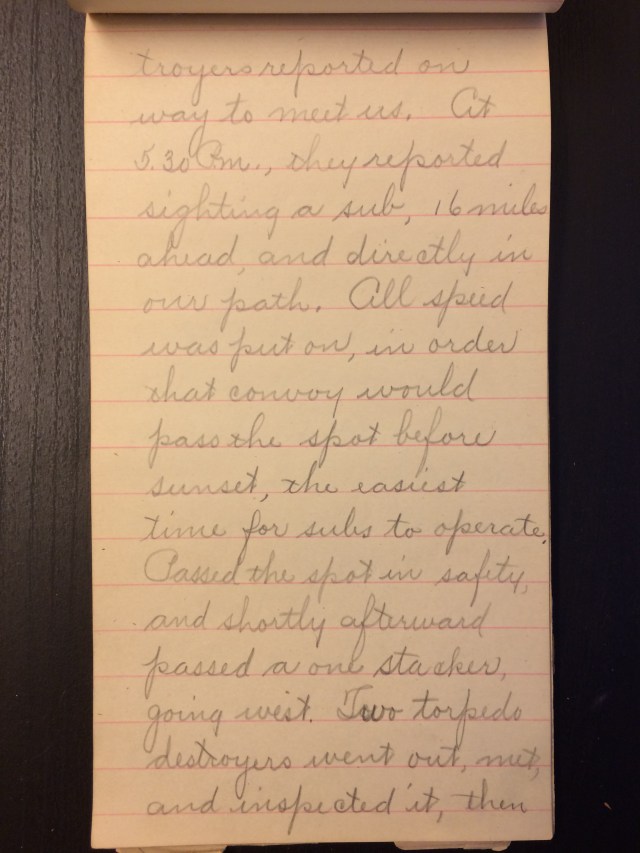 troyers reported on
way to meet us. At
5.30 P.m., they reported
sighting a sub, 16 miles
ahead, and directly in
our path. All speed
was put on, in order
that convoy would
pass the spot before
sunset, the easiest
time for subs to operate.
Passed the spot in safety,
and shortly afterward
passed a one stacker,
going west. Two torpedo
destroyers went out, met,
and inspected it, then